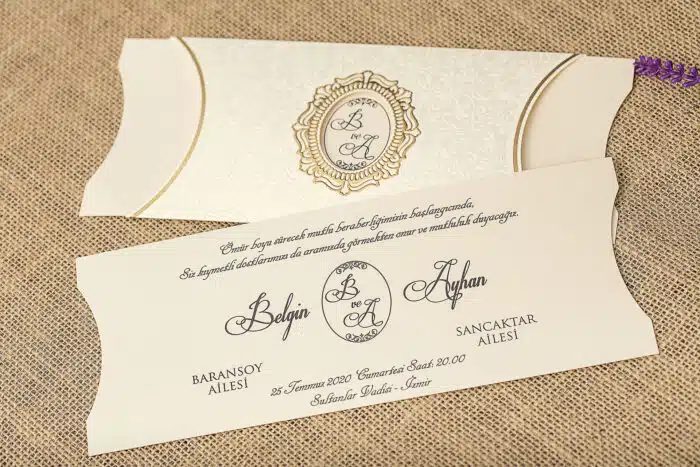 B
ve
A
Ömür boyu sürecek mutlu beraberliğimizin başlangıcında,
Siz kıymetli dostlarımızı da aramızda görmekten onur ve mutluluk duyacağız.
Belgin
B
ve
A
Ayhan
BARANSOY
AİLESİ
SANCAKTAR
AİLESİ
25 Temmuz 2020 Cumartesi Saat: 20.00
Sultanlar Vadisi - İzmir